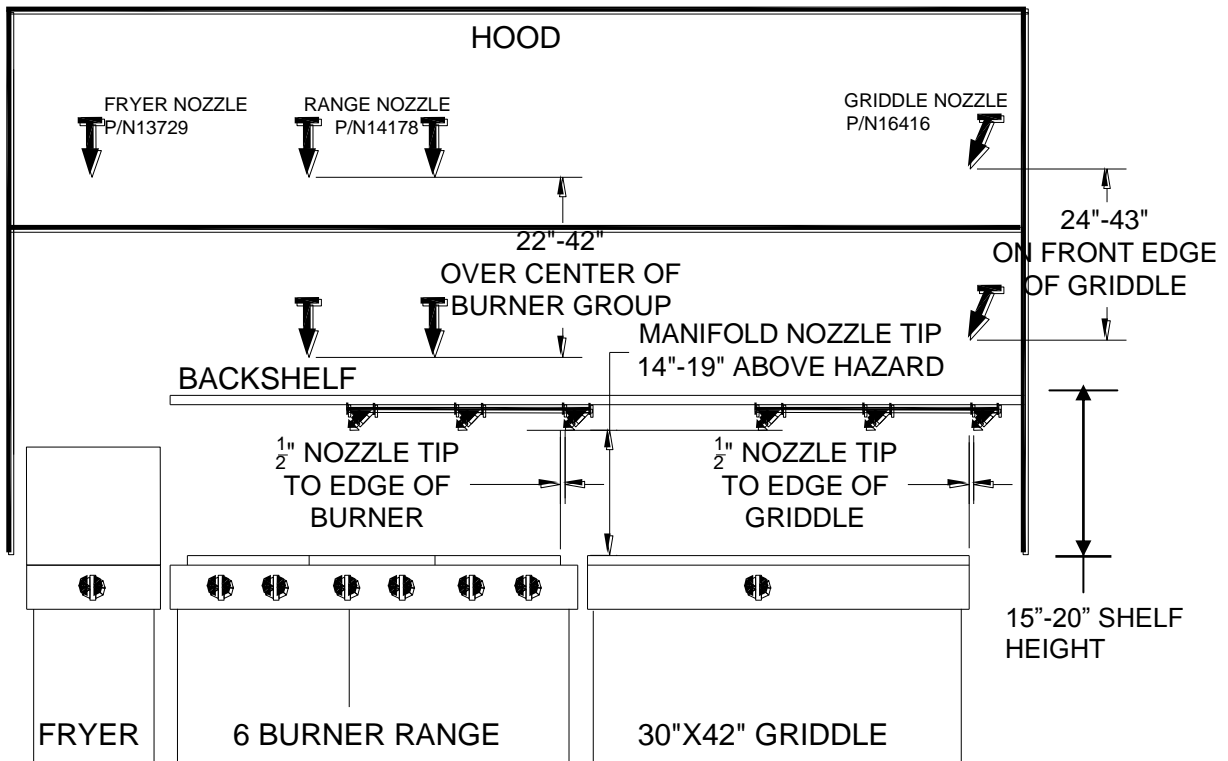 HOOD
FRYER NOZZLE
P/N13729
RANGE NOZZLE
P/N14178
GRIDDLE NOZZLE
P/N16416
22"-42"
OVER CENTER OF
BURNER GROUP
24"-43"
ON FRONT EDGE
OF GRIDDLE
MANIFOLD NOZZLE TIP
14"-19" ABOVE HAZARD
BACKSHELF
1/2" NOZZLE TIP
TO EDGE OF
BURNER
1/2" NOZZLE TIP
TO EDGE OF
GRIDDLE
15”-20” SHELF
HEIGHT
FRYER
6 BURNER RANGE
30"X42" GRIDDLE